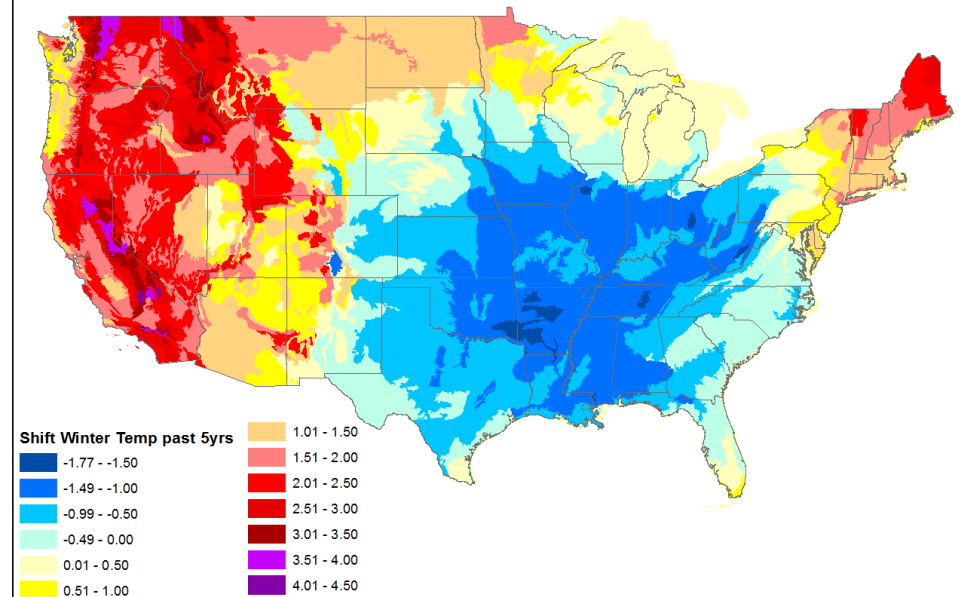 Shift Winter Temp past 5yrs
-1.77 - -1.50
-1.49 - -1.00
-0.99 - -0.50
-0.49 - 0.00
0.01 - 0.50
0.51 - 1.00
1.01 - 1.50
1.51 - 2.00
2.01 - 2.50
2.51 - 3.00
3.01 - 3.50
3.51 - 4.00
4.01 - 4.50